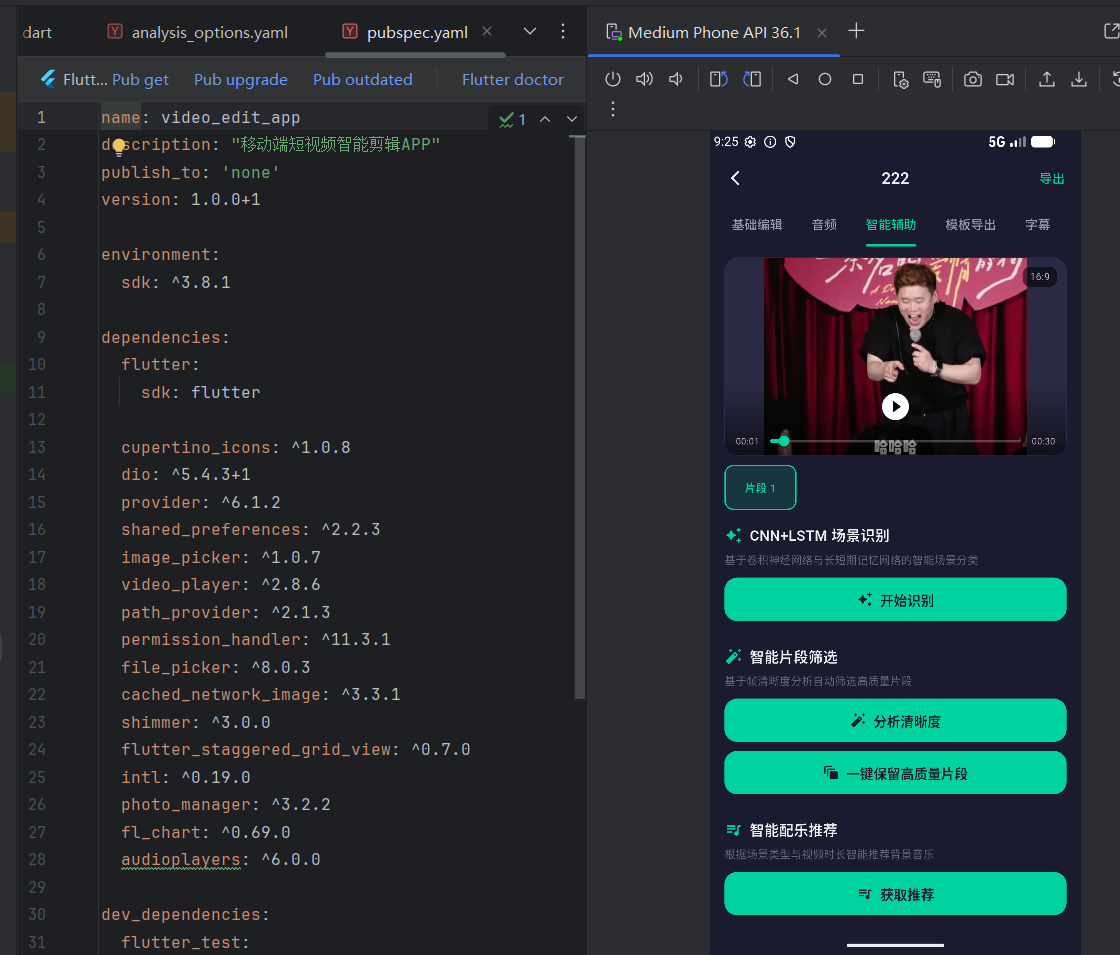 .dart
analysis_options.yaml
pubspec.yaml
Medium Phone API 36.1
Flutt...
Pub get
Pub upgrade
Pub outdated
Flutter doctor
1 name: video_edit_app
1
2 description: "移动端短视频智能剪辑APP"
3 publish_to: 'none'
4 version: 1.0.0+1
5
6 environment:
7 sdk: ^3.8.1
8
9 dependencies:
10 flutter:
11 sdk: flutter
12
13 cupertino_icons: ^1.0.8
14 dio: ^5.4.3+1
15 provider: ^6.1.2
16 shared_preferences: ^2.2.3
17 image_picker: ^1.0.7
18 video_player: ^2.8.6
19 path_provider: ^2.1.3
20 permission_handler: ^11.3.1
21 file_picker: ^8.0.3
22 cached_network_image: ^3.3.1
23 shimmer: ^3.0.0
24 flutter_staggered_grid_view: ^0.7.0
25 intl: ^0.19.0
26 photo_manager: ^3.2.2
27 fl_chart: ^0.69.0
28 audioplayers: ^6.0.0
29
30 dev_dependencies:
31 flutter_test:
9:25
5G
222
导出
基础编辑
音频
智能辅助
模板导出
字幕
16:9
00:01
哈哈哈
00:30
片段 1
CNN+LSTM 场景识别
基于卷积神经网络与长短期记忆网络的智能场景分类
开始识别
智能片段筛选
基于帧清晰度分析自动筛选高质量片段
分析清晰度
一键保留高质量片段
智能配乐推荐
根据场景类型与视频时长智能推荐背景音乐
获取推荐